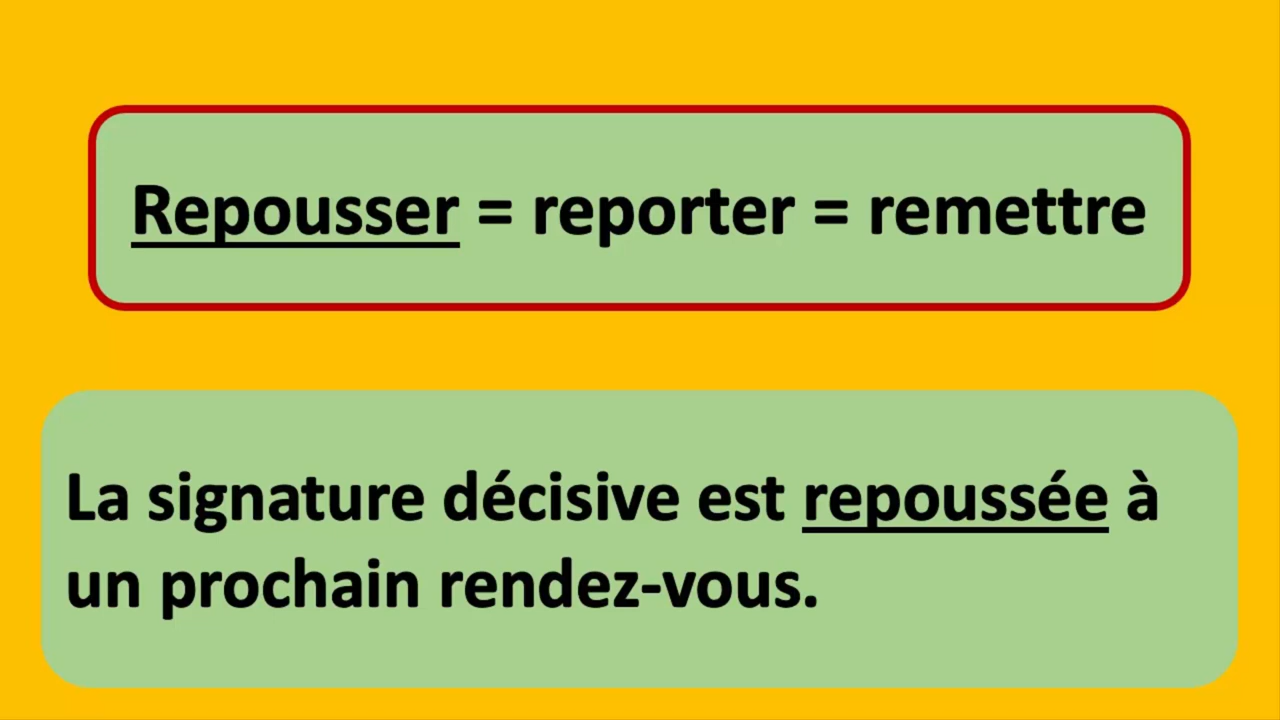 Repousser = reporter = remettre
La signature décisive est repoussée à
un prochain rendez-vous.